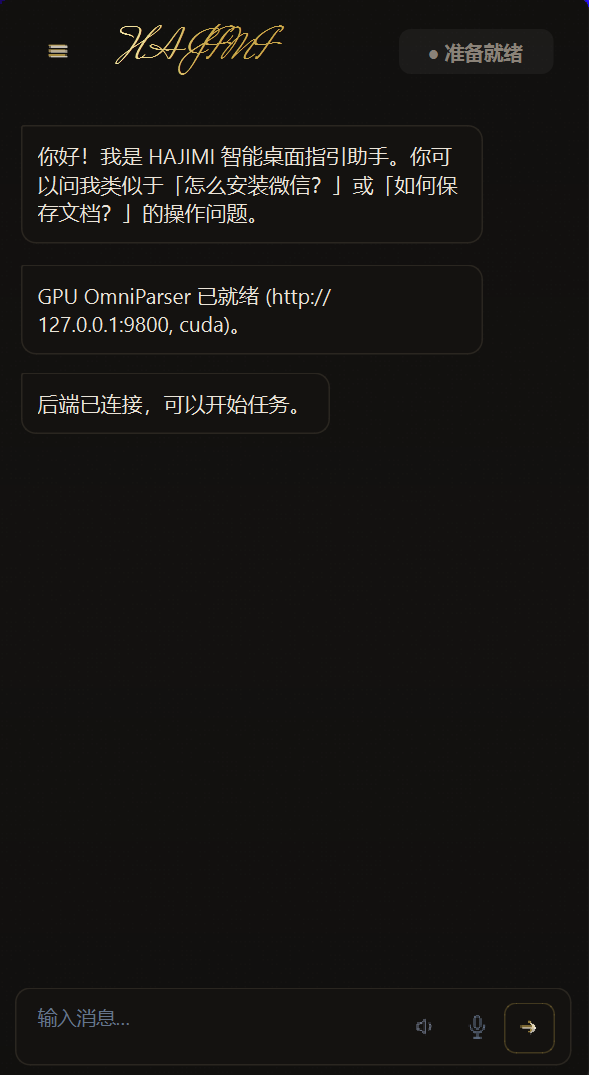 HAJIMI
● 准备就绪
你好！我是 HAJIMI 智能桌面指引助手。你可
以问我类似于「怎么安装微信？」或「如何保
存文档？」的操作问题。
GPU OmniParser 已就绪 (http://
127.0.0.1:9800, cuda)。
后端已连接，可以开始任务。
输入消息...